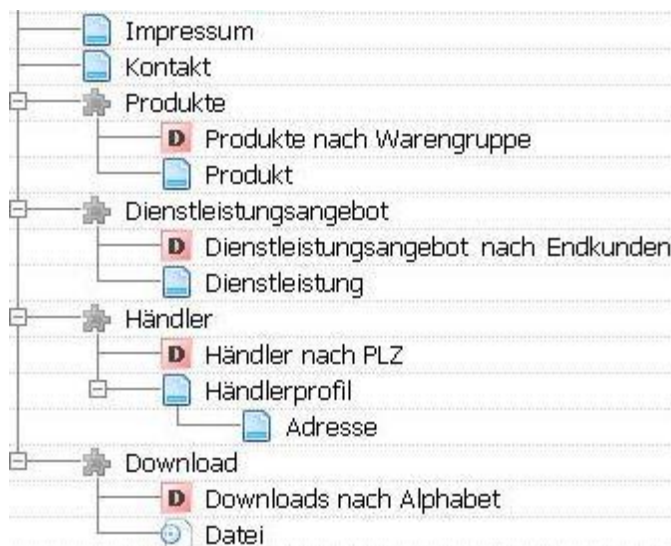 Impressum
Kontakt
Produkte
D Produkte nach Warengruppe
Produkt
Dienstleistungsangebot
D Dienstleistungsangebot nach Endkunden
Dienstleistung
Händler
D Händler nach PLZ
Händlerprofil
Adresse
Download
D Downloads nach Alphabet
Datei